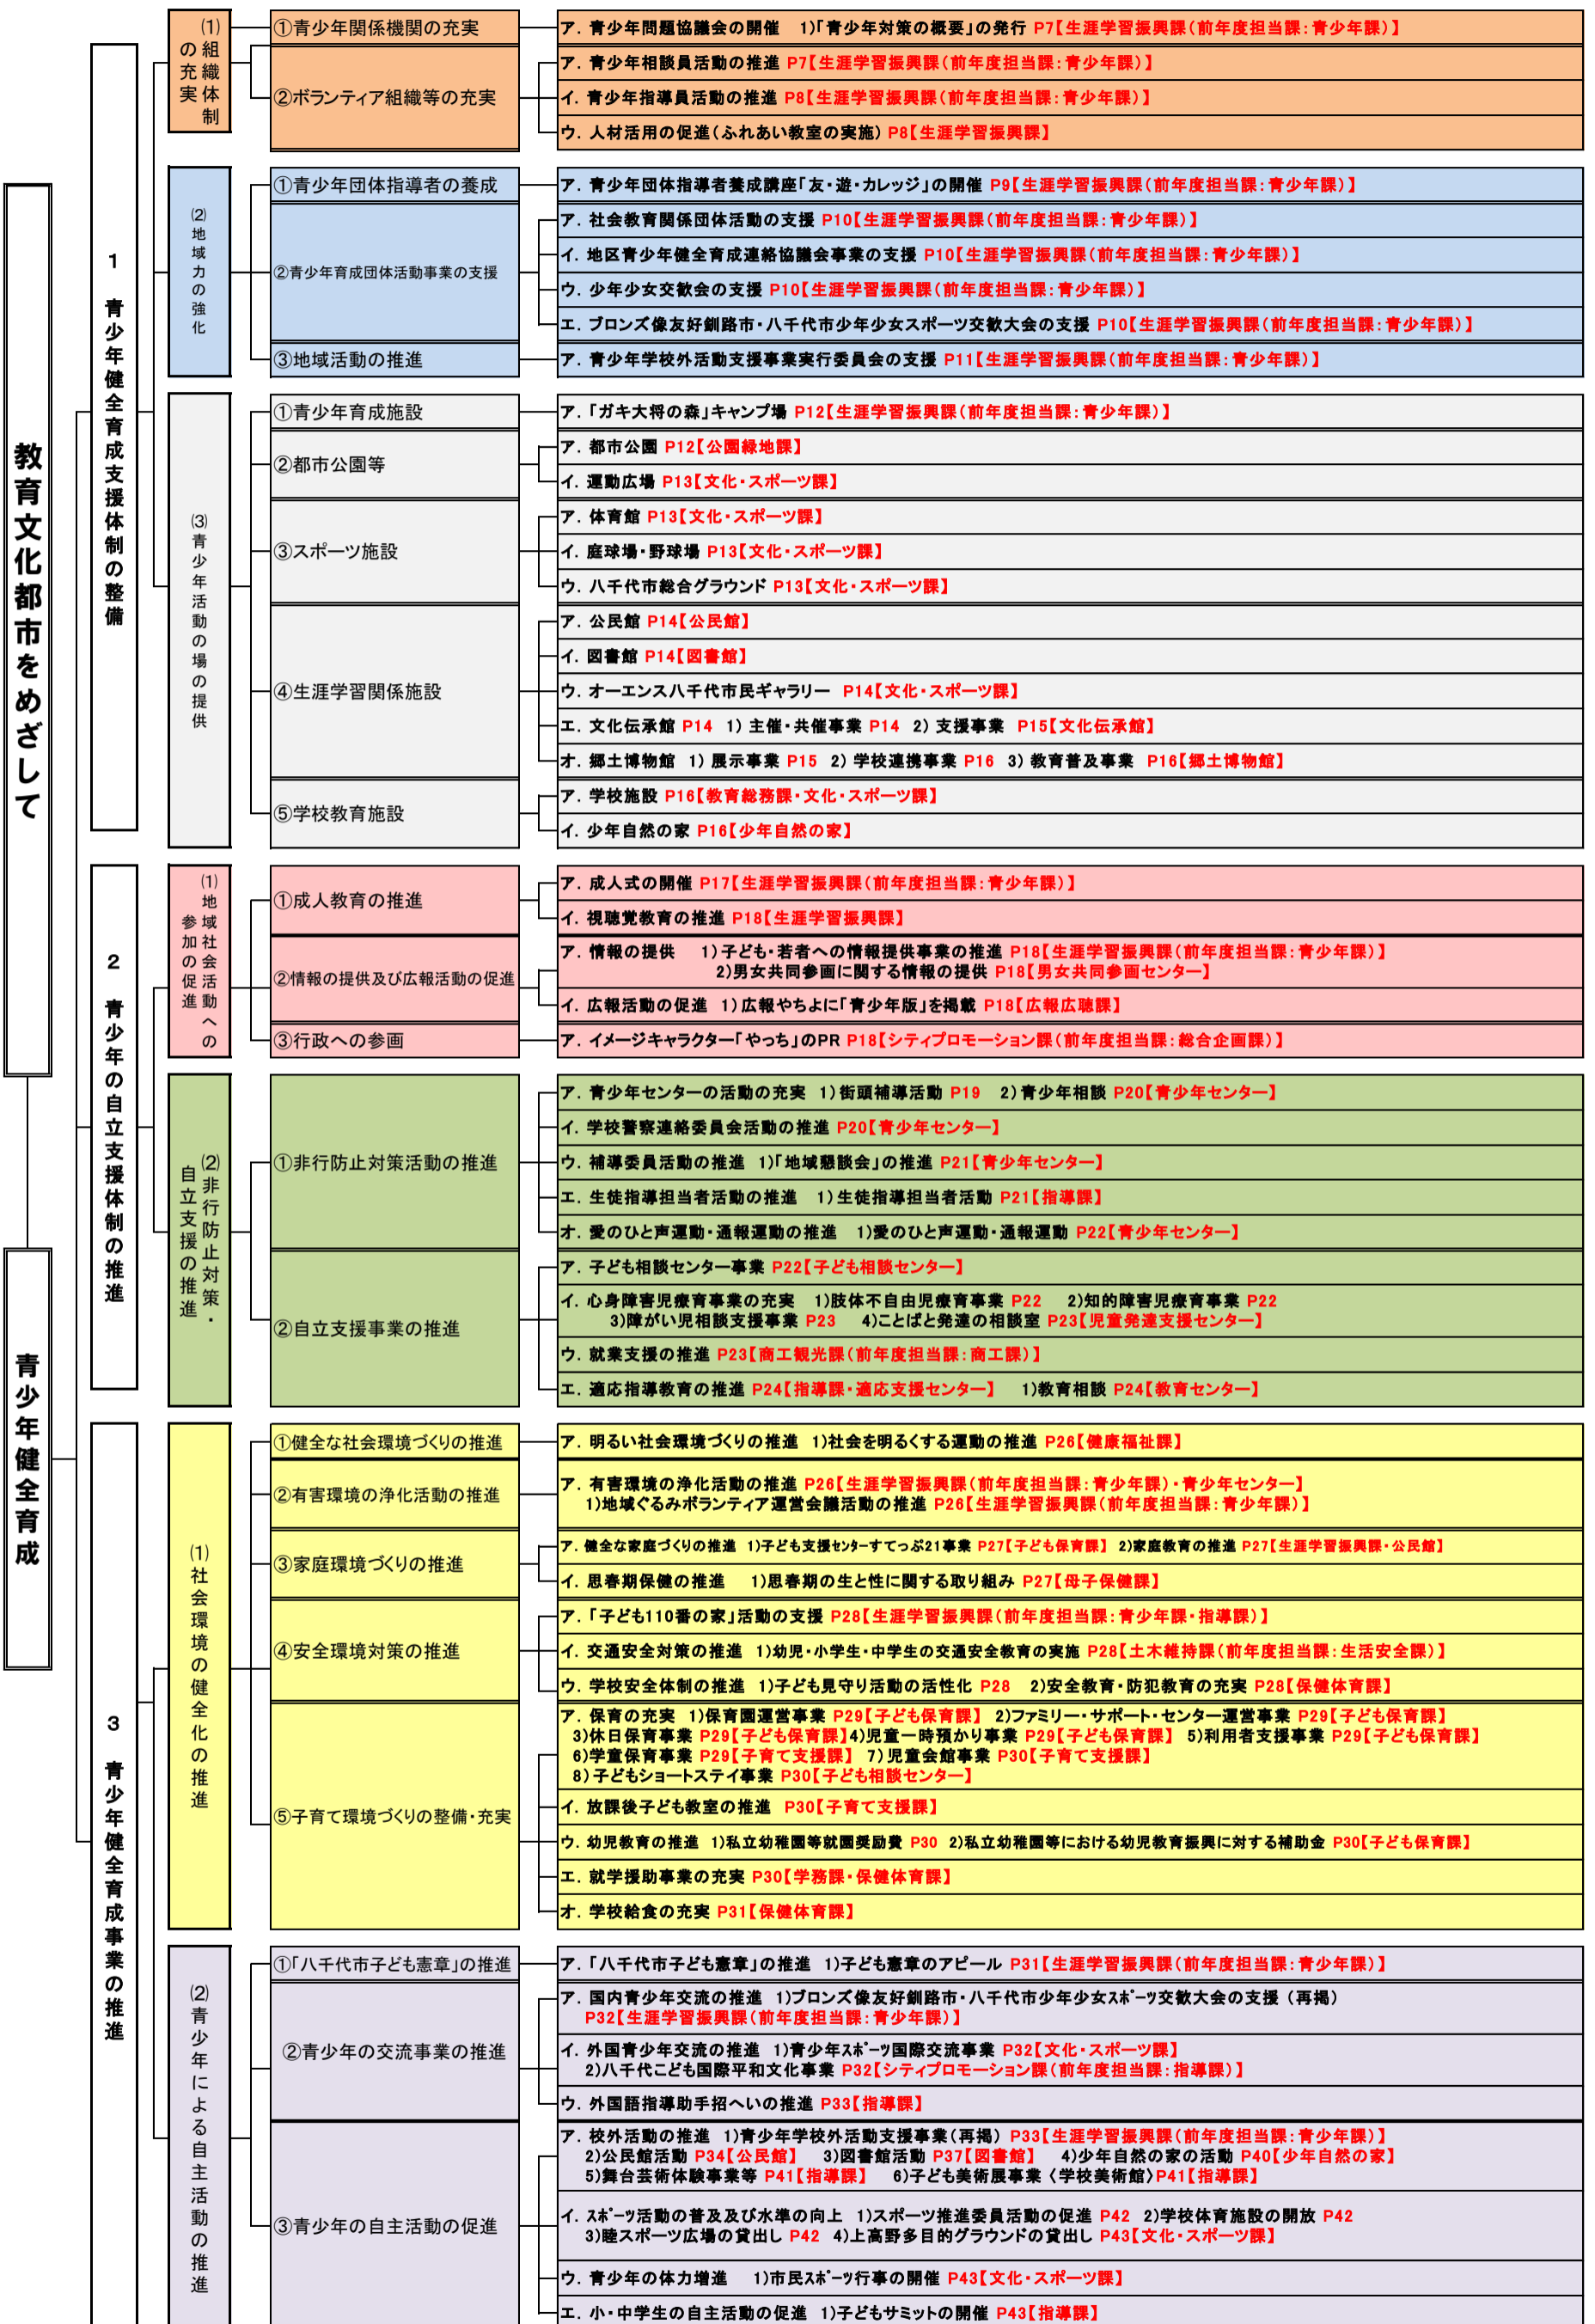 教育文化都市をめざして
青少年健全育成
1 青少年健全育成支援体制の整備
(1)組織体制
の充実
①青少年関係機関の充実
ア．青少年問題協議会の開催 1)「青少年対策の概要」の発行 P7【生涯学習振興課(前年度担当課:青少年課)】
②ボランティア組織等の充実
ア．青少年相談員活動の推進 P7【生涯学習振興課(前年度担当課:青少年課)】
イ．青少年指導員活動の推進 P8【生涯学習振興課(前年度担当課:青少年課)】
ウ．人材活用の促進(ふれあい教室の実施) P8【生涯学習振興課】
(2)地域力の強化
①青少年団体指導者の養成
ア．青少年団体指導者養成講座「友・遊・カレッジ」の開催 P9【生涯学習振興課(前年度担当課:青少年課)】
②青少年育成団体活動事業の支援
ア．社会教育関係団体活動の支援 P10【生涯学習振興課(前年度担当課:青少年課)】
イ．地区青少年健全育成連絡協議会事業の支援 P10【生涯学習振興課(前年度担当課:青少年課)】
ウ．少年少女交歓会の支援 P10【生涯学習振興課(前年度担当課:青少年課)】
エ．ブロンズ像友好釧路市・八千代市少年少女スポーツ交歓大会の支援 P10【生涯学習振興課(前年度担当課:青少年課)】
③地域活動の推進
ア．青少年学校外活動支援事業実行委員会の支援 P11【生涯学習振興課(前年度担当課:青少年課)】
(3)青少年活動の場の提供
①青少年育成施設
ア．「ガキ大将の森」キャンプ場 P12【生涯学習振興課(前年度担当課:青少年課)】
②都市公園等
ア．都市公園 P12【公園緑地課】
イ．運動広場 P13【文化・スポーツ課】
③スポーツ施設
ア．体育館 P13【文化・スポーツ課】
イ．庭球場・野球場 P13【文化・スポーツ課】
ウ．八千代市総合グラウンド P13【文化・スポーツ課】
④生涯学習関係施設
ア．公民館 P14【公民館】
イ．図書館 P14【図書館】
ウ．オーエンス八千代市民ギャラリー P14【文化・スポーツ課】
エ．文化伝承館 P14 1)主催・共催事業 P14 2)支援事業 P15【文化伝承館】
オ．郷土博物館 1)展示事業 P15 2)学校連携事業 P16 3)教育普及事業 P16【郷土博物館】
⑤学校教育施設
ア．学校施設 P16【教育総務課・文化・スポーツ課】
イ．少年自然の家 P16【少年自然の家】
2 青少年の自立支援体制の推進
(1)地域社会活動への
参加の促進
①成人教育の推進
ア．成人式の開催 P17【生涯学習振興課(前年度担当課:青少年課)】
イ．視聴覚教育の推進 P18【生涯学習振興課】
②情報の提供及び広報活動の促進
ア．情報の提供 1)子ども・若者への情報提供事業の推進 P18【生涯学習振興課(前年度担当課:青少年課)】
2)男女共同参画に関する情報の提供 P18【男女共同参画センター】
イ．広報活動の促進 1)広報やちよに「青少年版」を掲載 P18【広報広聴課】
③行政への参画
ア．イメージキャラクター「やっち」のPR P18【シティプロモーション課(前年度担当課:総合企画課)】
(2)非行防止対策・
自立支援の推進
①非行防止対策活動の推進
ア．青少年センターの活動の充実 1)街頭補導活動 P19 2)青少年相談 P20【青少年センター】
イ．学校警察連絡委員会活動の推進 P20【青少年センター】
ウ．補導委員活動の推進 1)「地域懇談会」の推進 P21【青少年センター】
エ．生徒指導担当者活動の推進 1)生徒指導担当者活動 P21【指導課】
オ．愛のひと声運動・通報運動の推進 1)愛のひと声運動・通報運動 P22【青少年センター】
②自立支援事業の推進
ア．子ども相談センター事業 P22【子ども相談センター】
イ．心身障害児療育事業の充実 1)肢体不自由児療育事業 P22 2)知的障害児療育事業 P22
3)障がい児相談支援事業 P23 4)ことばと発達の相談室 P23【児童発達支援センター】
ウ．就業支援の推進 P23【商工観光課(前年度担当課:商工課)】
エ．適応指導教育の推進 P24【指導課・適応支援センター】 1)教育相談 P24【教育センター】
3 青少年健全育成事業の推進
(1)社会環境の健全化の推進
①健全な社会環境づくりの推進
ア．明るい社会環境づくりの推進 1)社会を明るくする運動の推進 P26【健康福祉課】
②有害環境の浄化活動の推進
ア．有害環境の浄化活動の推進 P26【生涯学習振興課(前年度担当課:青少年課)・青少年センター】
1)地域ぐるみボランティア運営会議活動の推進 P26【生涯学習振興課(前年度担当課:青少年課)】
③家庭環境づくりの推進
ア．健全な家庭づくりの推進 1)子ども支援センターすてっぷ21事業 P27【子ども保育課】 2)家庭教育の推進 P27【生涯学習振興課・公民館】
イ．思春期保健の推進 1)思春期の生と性に関する取り組み P27【母子保健課】
④安全環境対策の推進
ア．「子ども110番の家」活動の支援 P28【生涯学習振興課(前年度担当課:青少年課・指導課)】
イ．交通安全対策の推進 1)幼児・小学生・中学生の交通安全教育の実施 P28【土木維持課(前年度担当課:生活安全課)】
ウ．学校安全体制の推進 1)子ども見守り活動の活性化 P28 2)安全教育・防犯教育の充実 P28【保健体育課】
⑤子育て環境づくりの整備・充実
ア．保育の充実 1)保育園運営事業 P29【子ども保育課】 2)ファミリー・サポート・センター運営事業 P29【子ども保育課】
3)休日保育事業 P29【子ども保育課】4)児童一時預かり事業 P29【子ども保育課】 5)利用者支援事業 P29【子ども保育課】
6)学童保育事業 P29【子育て支援課】 7)児童会館事業 P30【子育て支援課】
8)子どもショートステイ事業 P30【子ども相談センター】
イ．放課後子ども教室の推進 P30【子育て支援課】
ウ．幼児教育の推進 1)私立幼稚園等就園奨励費 P30 2)私立幼稚園等における幼児教育振興に対する補助金 P30【子ども保育課】
エ．就学援助事業の充実 P30【学務課・保健体育課】
オ．学校給食の充実 P31【保健体育課】
(2)青少年による自主活動の推進
①「八千代市子ども憲章」の推進
ア．「八千代市子ども憲章」の推進 1)子ども憲章のアピール P31【生涯学習振興課(前年度担当課:青少年課)】
②青少年の交流事業の推進
ア．国内青少年交流の推進 1)ブロンズ像友好釧路市・八千代市少年少女ｽﾎﾟｰﾂ交歓大会の支援(再掲)
P32【生涯学習振興課(前年度担当課:青少年課)】
イ．外国青少年交流の推進 1)青少年ｽﾎﾟｰﾂ国際交流事業 P32【文化・スポーツ課】
2)八千代こども国際平和文化事業 P32【シティプロモーション課(前年度担当課:指導課)】
ウ．外国語指導助手招へいの推進 P33【指導課】
③青少年の自主活動の促進
ア．校外活動の推進 1)青少年学校外活動支援事業(再掲) P33【生涯学習振興課(前年度担当課:青少年課)】
2)公民館活動 P34【公民館】 3)図書館活動 P37【図書館】 4)少年自然の家の活動 P40【少年自然の家】
5)舞台芸術体験事業等 P41【指導課】 6)子ども美術展事業〈学校美術館〉P41【指導課】
イ．ｽﾎﾟｰﾂ活動の普及及び水準の向上 1)スポーツ推進委員活動の促進 P42 2)学校体育施設の開放 P42
3)睦スポーツ広場の貸出し P42 4)上高野多目的グラウンドの貸出し P43【文化・スポーツ課】
ウ．青少年の体力増進 1)市民ｽﾎﾟｰﾂ行事の開催 P43【文化・スポーツ課】
エ．小・中学生の自主活動の促進 1)子どもサミットの開催 P43【指導課】